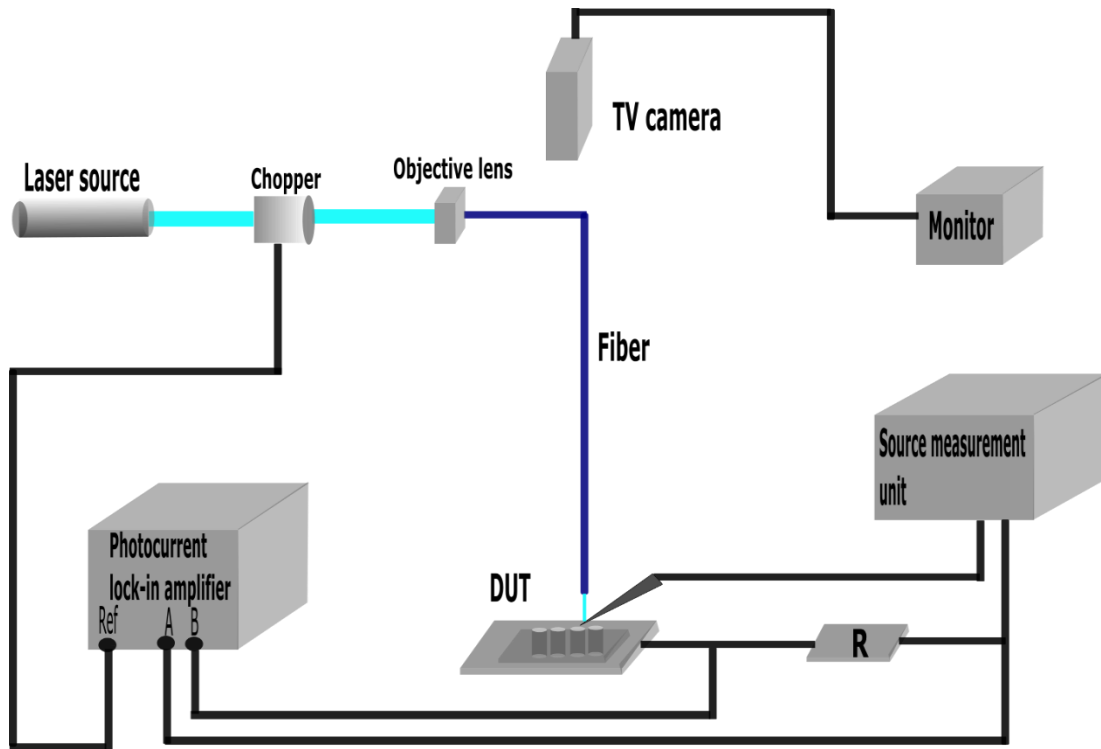 TV camera
Laser source
Chopper
Objective lens
Monitor
Fiber
Source measurement
unit
Photocurrent
lock-in amplifier
Ref
A
B
DUT
R